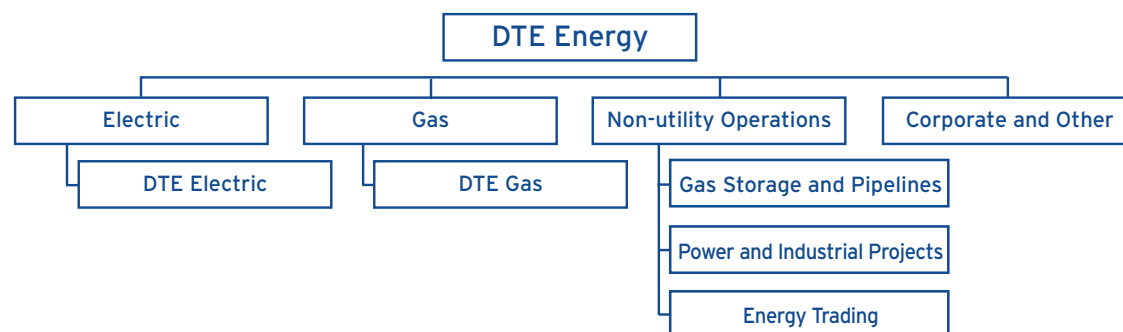 DTE Energy
Electric
Gas
Non-utility Operations
Corporate and Other
DTE Electric
DTE Gas
Gas Storage and Pipelines
Power and Industrial Projects
Energy Trading